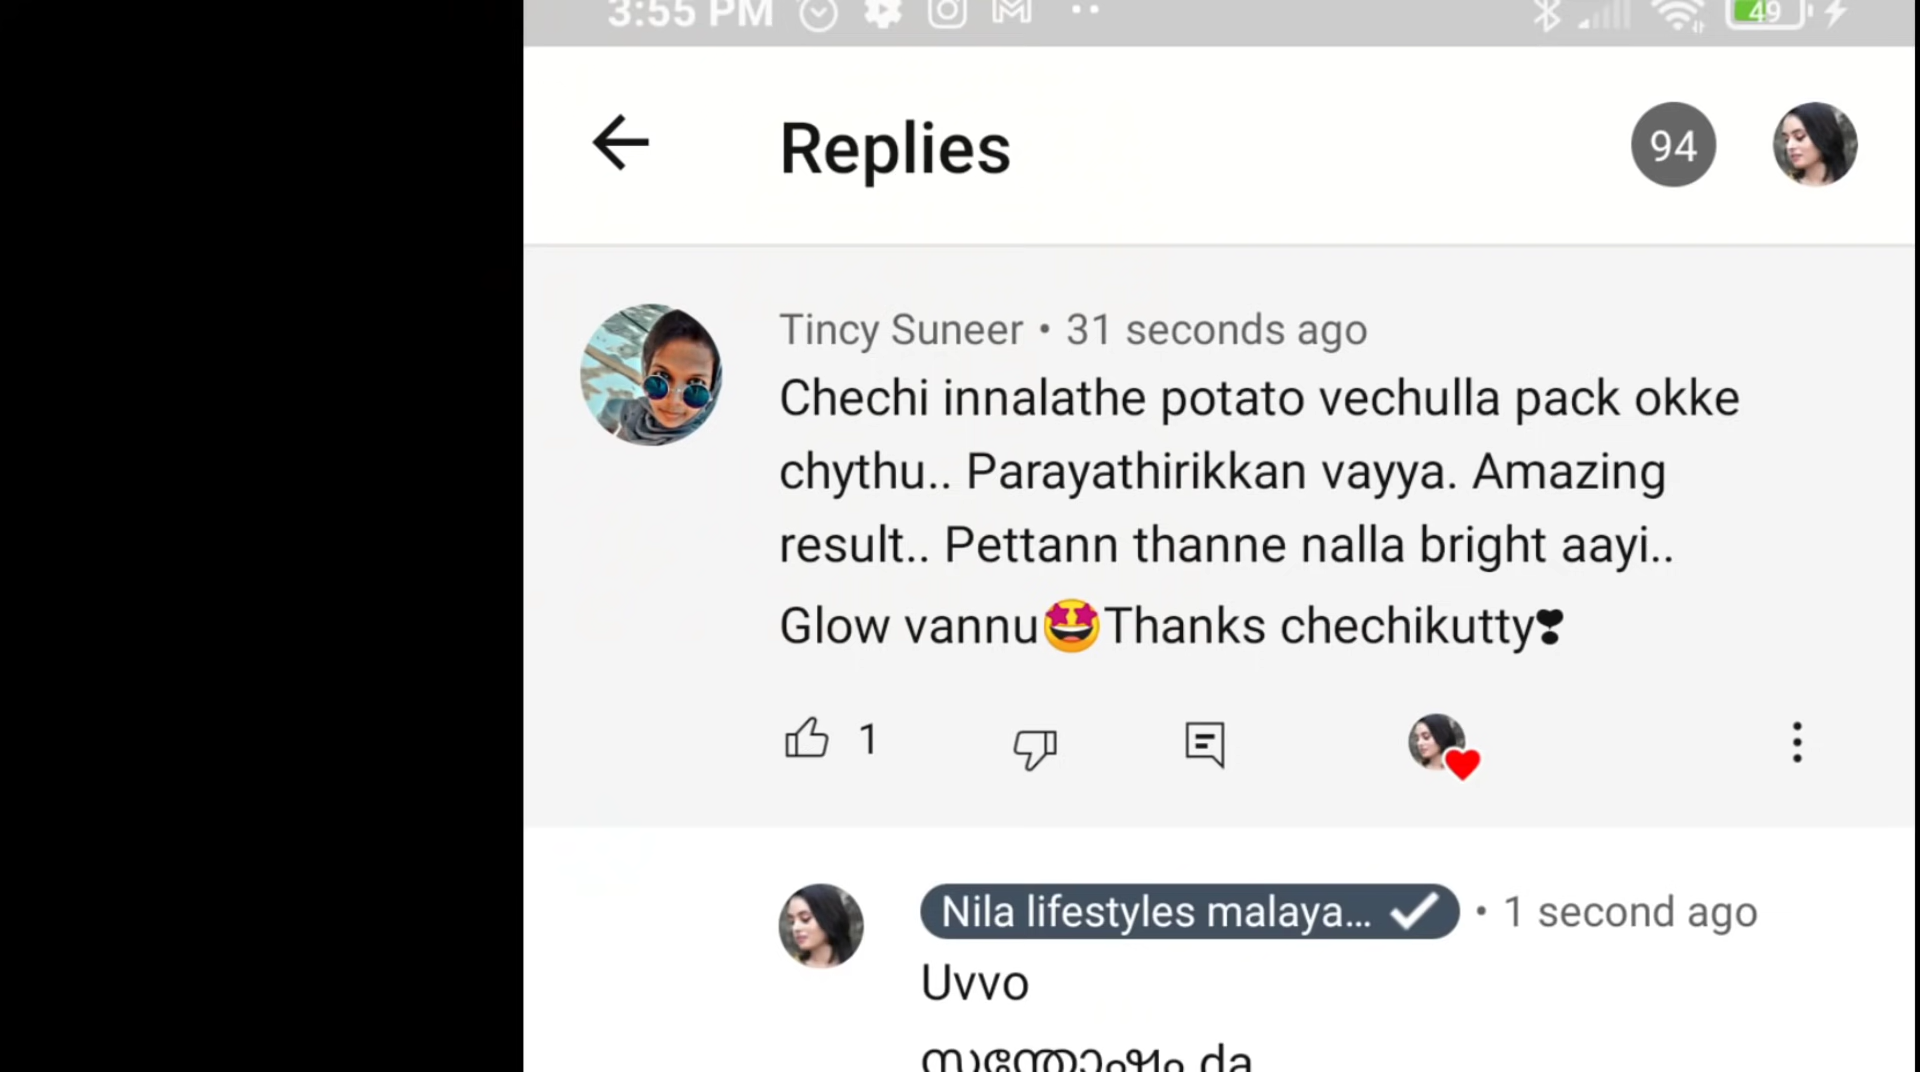 3:55 PM
49
Replies
94
Tincy Suneer • 31 seconds ago
Chechi innalathe potato vechulla pack okke
chythu.. Parayathirikkan vayya. Amazing
result.. Pettann thanne nalla bright aayi..
Glow vannu🤩Thanks chechikutty❣
1
Nila lifestyles malaya... • 1 second ago
Uvvo
സന്തോഷം da